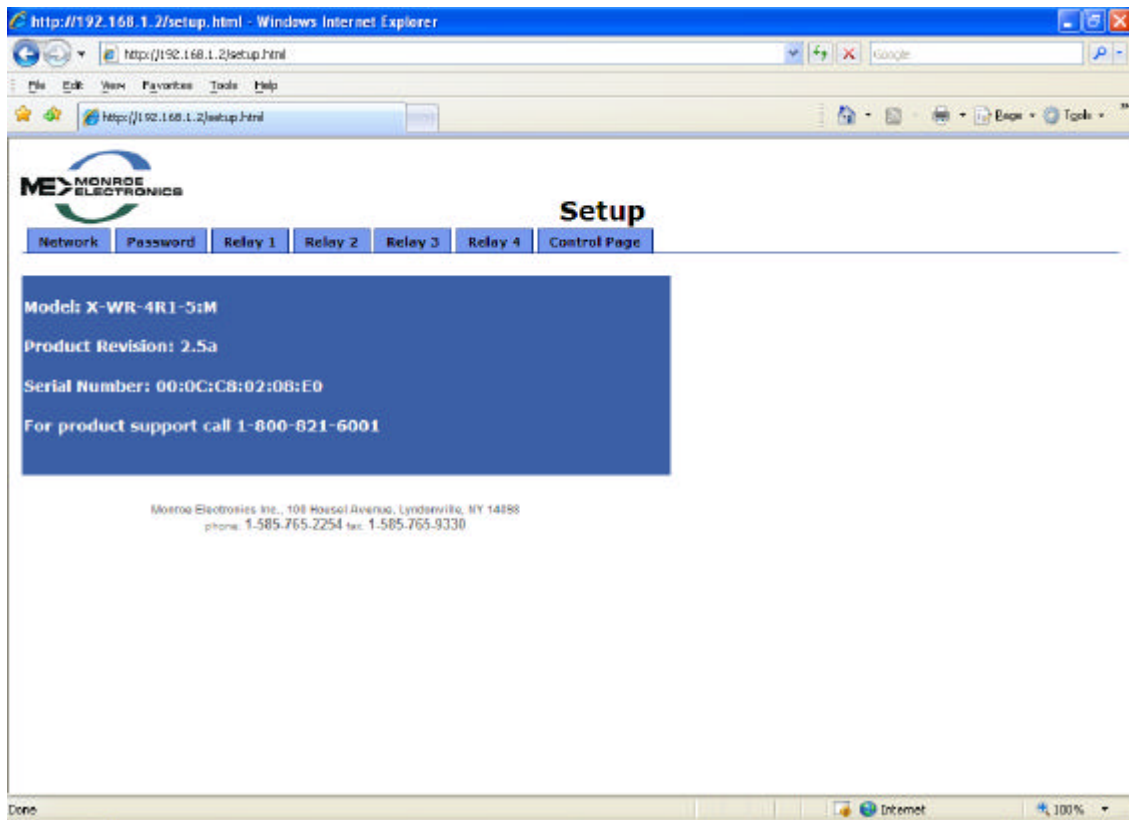 http://192.168.1.2/setup.html - Windows Internet Explorer
http://192.168.1.2/setup.html
Google
File Edit View Favorites Tools Help
http://192.168.1.2/setup.html
Page Tools
MONROE
ELECTRONICS
Setup
Network Password Relay 1 Relay 2 Relay 3 Relay 4 Control Page
Model: X-WR-4R1-5:M
Product Revision: 2.5a
Serial Number: 00:0C:C8:02:08:E0
For product support call 1-800-821-6001
Monroe Electronics Inc., 100 Housel Avenue, Lyndonville, NY 14098
phone: 1-585-765-2254 fax: 1-585-765-9330
Done
Internet
100%